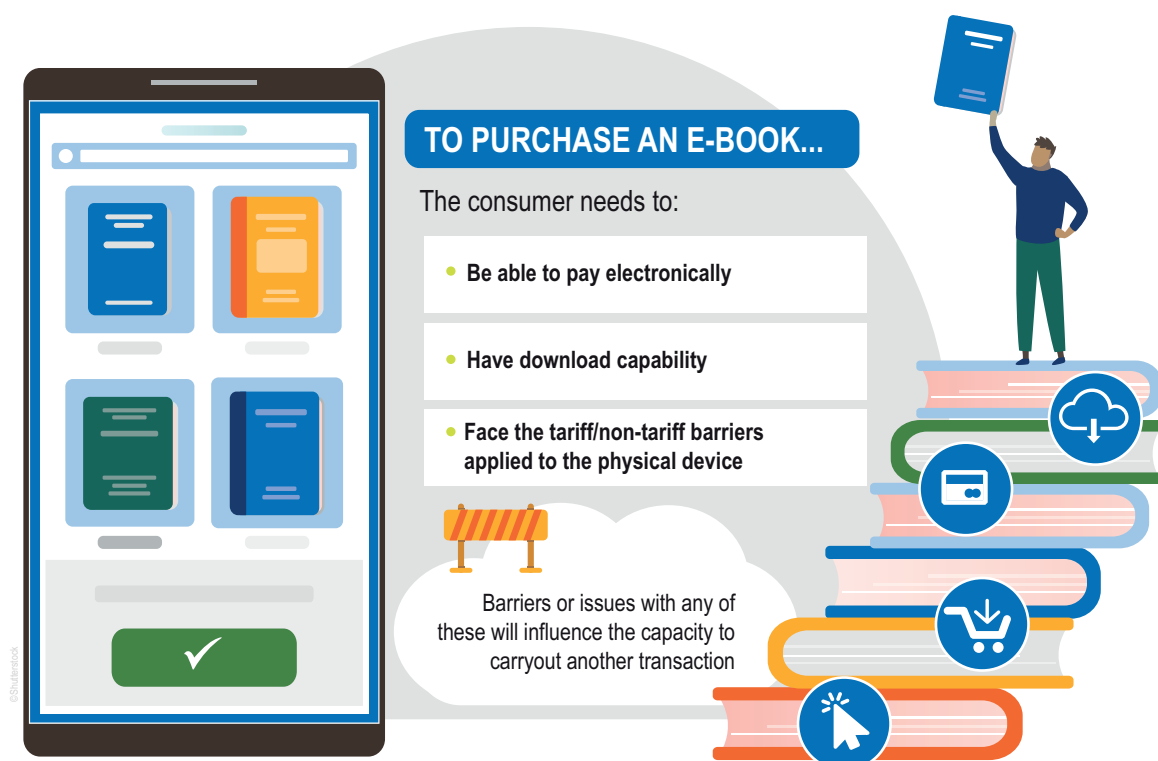 TO PURCHASE AN E-BOOK...
The consumer needs to:
• Be able to pay electronically
• Have download capability
• Face the tariff/non-tariff barriers
applied to the physical device
Barriers or issues with any of
these will influence the capacity to
carryout another transaction
©Shutterstock